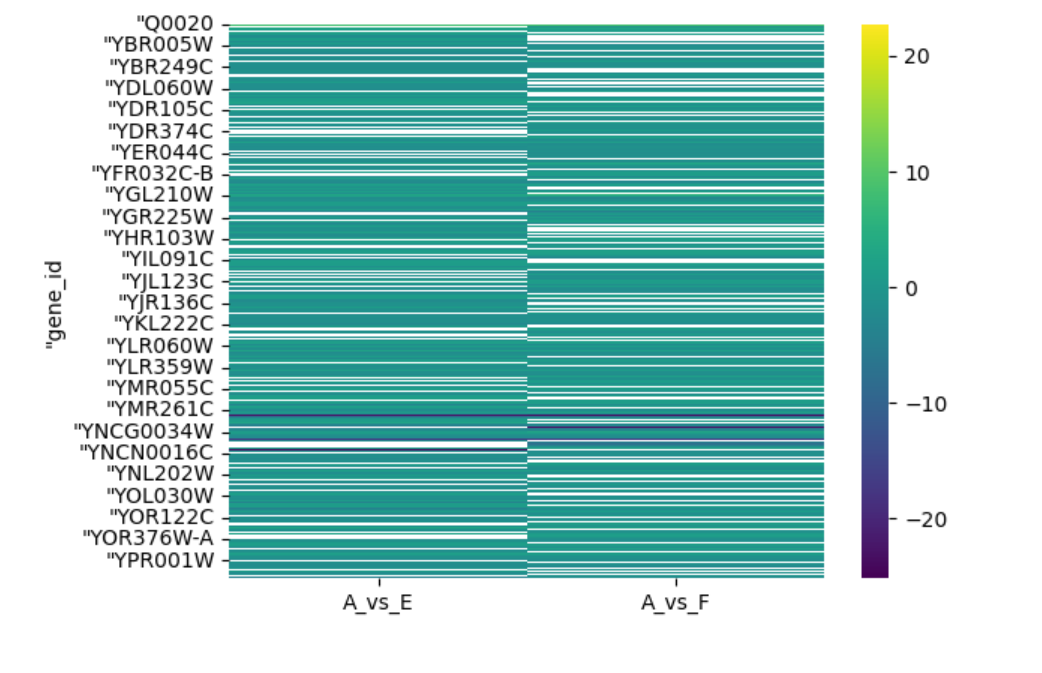 "Q0020
"YBR005W
"YBR249C
"YDL060W
"YDR105C
"YDR374C
"YER044C
"YFR032C-B
"YGL210W
"YGR225W
"YHR103W
"YIL091C
"YJL123C
"YJR136C
"YKL222C
"YLR060W
"YLR359W
"YMR055C
"YMR261C
"YNCG0034W
"YNCN0016C
"YNL202W
"YOL030W
"YOR122C
"YOR376W-A
"YPR001W
"gene_id
A_vs_E
A_vs_F
20
10
0
−10
−20